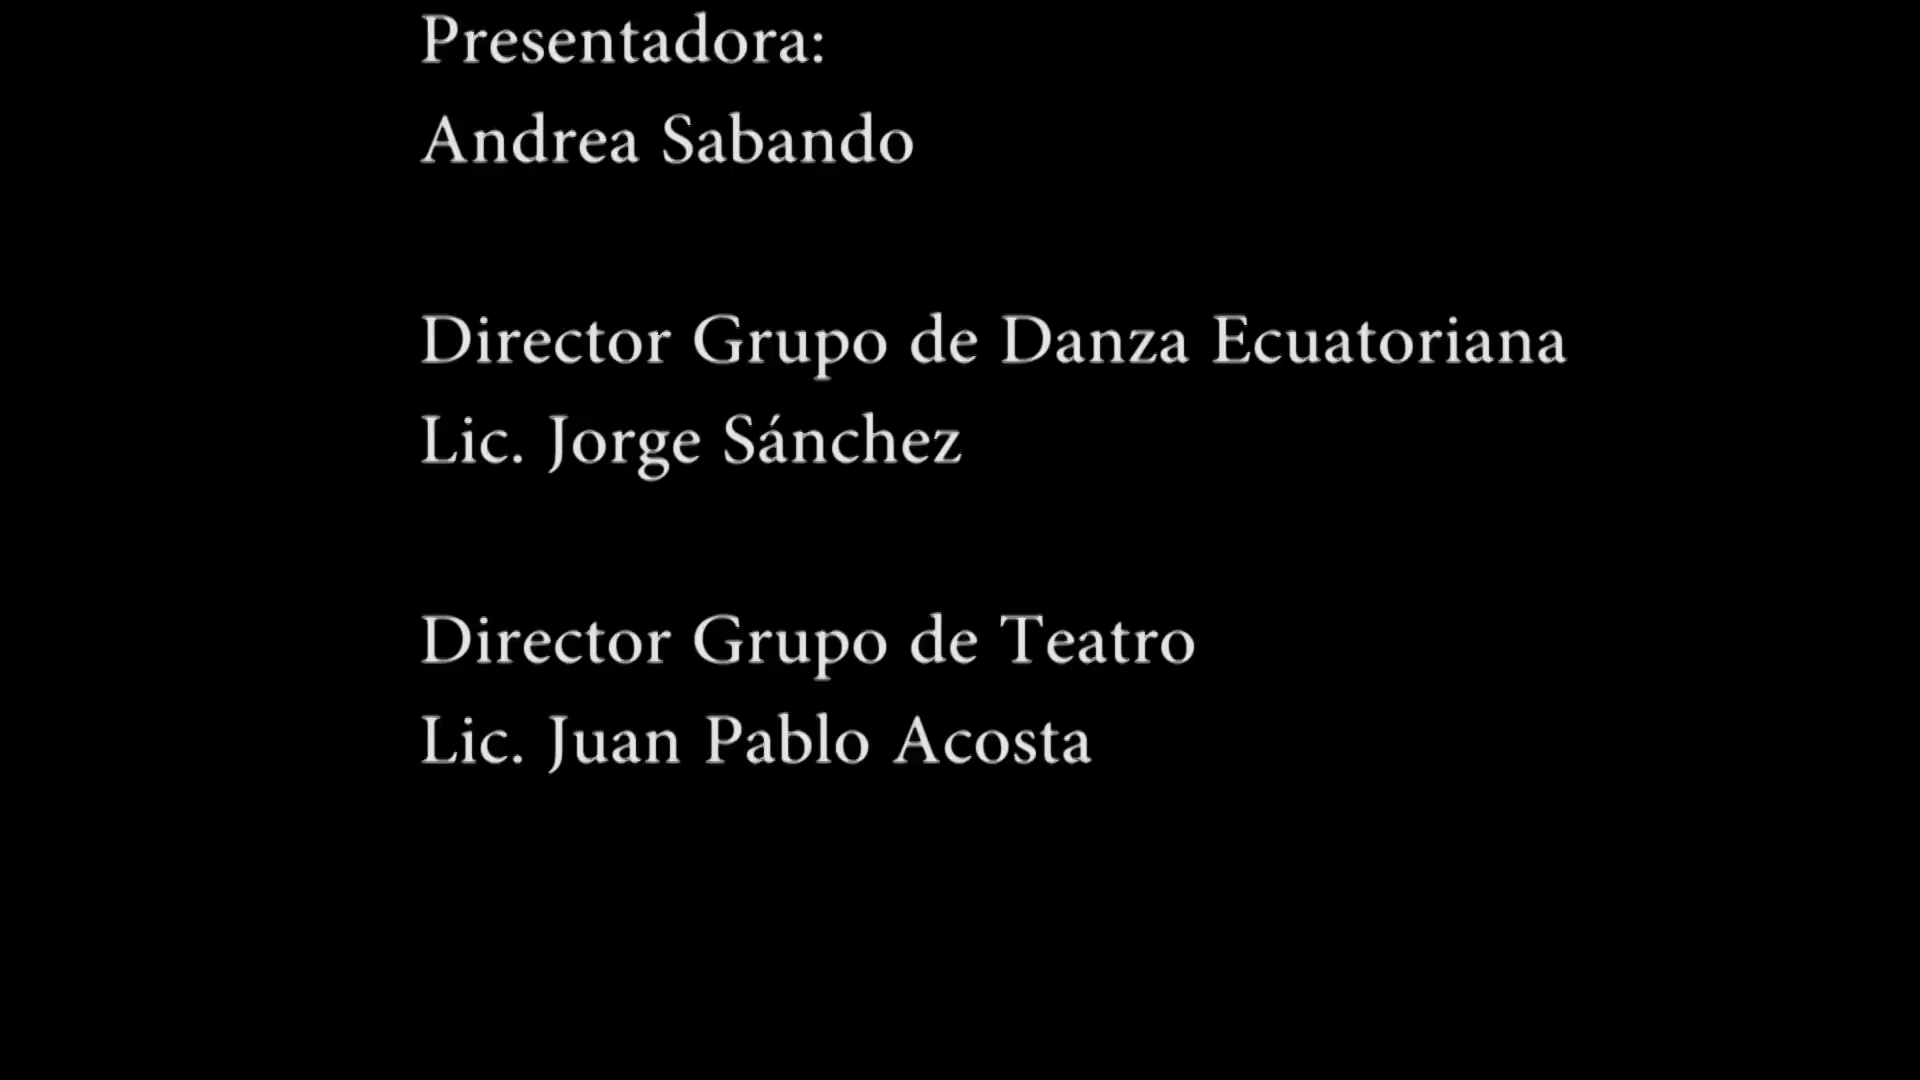 Presentadora:
Andrea Sabando
Director Grupo de Danza Ecuatoriana
Lic. Jorge Sánchez
Director Grupo de Teatro
Lic. Juan Pablo Acosta